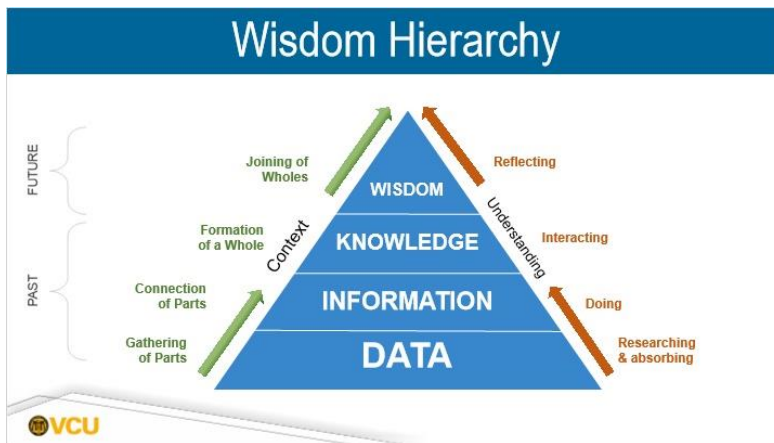 Wisdom Hierarchy
FUTURE
PAST
Joining of
Wholes
Formation
of a Whole
Connection
of Parts
Gathering
of Parts
Context
WISDOM
KNOWLEDGE
INFORMATION
DATA
Understanding
Reflecting
Interacting
Doing
Researching
& absorbing
VCU